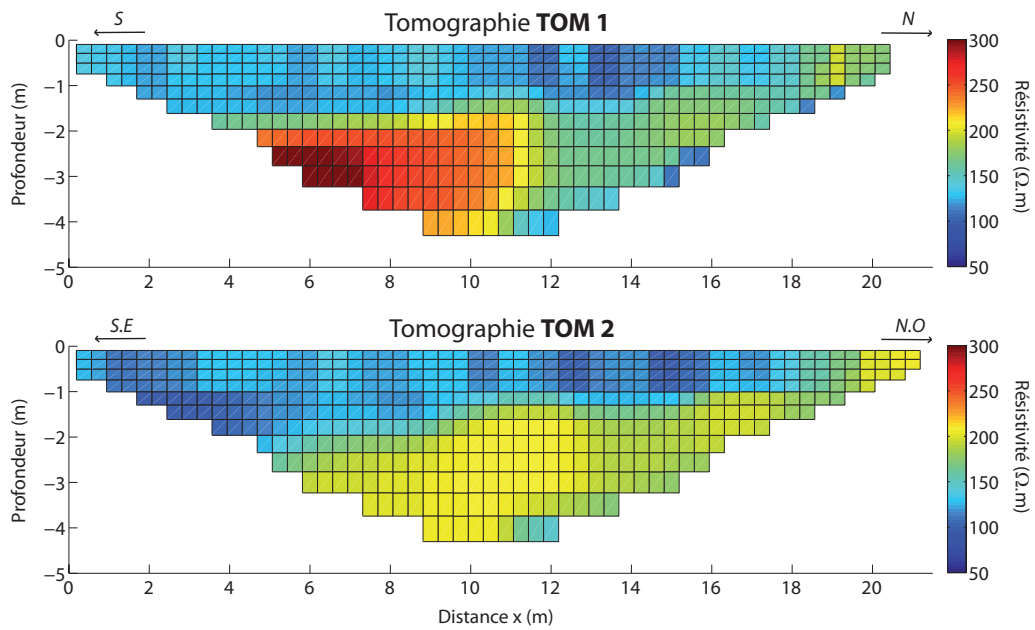 Tomographie TOM 1
S
N
0
−1
−2
−3
−4
−5
Profondeur (m)
0 2 4 6 8 10 12 14 16 18 20
300
250
200
150
100
50
Résistivité (Ω.m)
Tomographie TOM 2
S.E
N.O
0
−1
−2
−3
−4
−5
Profondeur (m)
0 2 4 6 8 10 12 14 16 18 20
Distance x (m)
300
250
200
150
100
50
Résistivité (Ω.m)